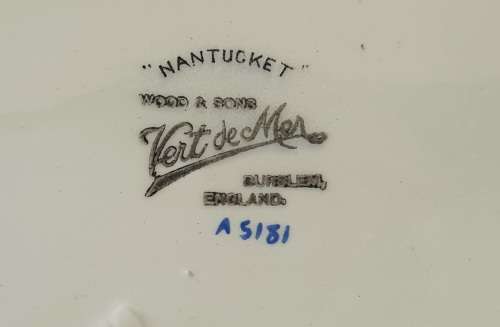 "NANTUCKET"
WOOD & SONS
Vert de Mer
BURSLEM,
ENGLAND.
A 5181